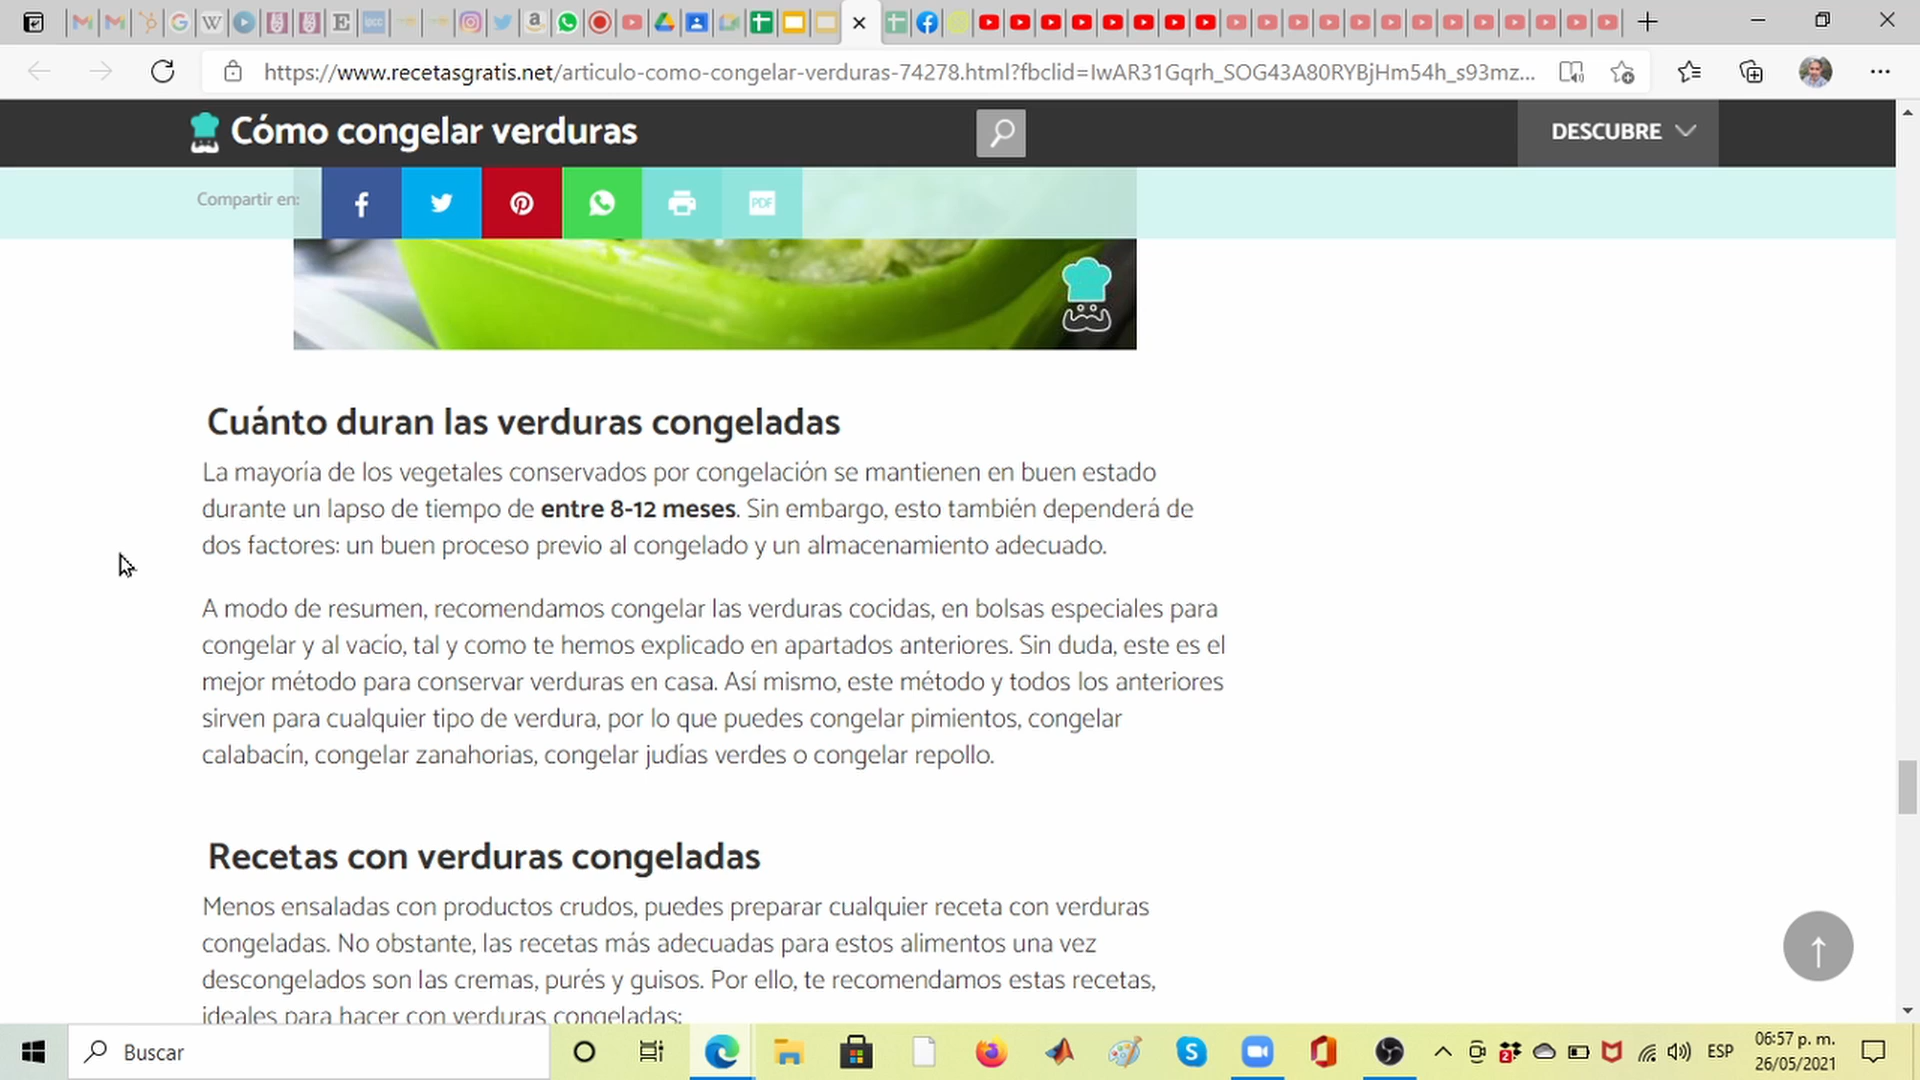 https://www.recetasgratis.net/articulo-como-congelar-verduras-74278.html?fbclid=IwAR31Gqrh_SOG43A80RYBjHm54h_s93mz...
Cómo congelar verduras
DESCUBRE
Compartir en:
PDF
Cuánto duran las verduras congeladas
La mayoría de los vegetales conservados por congelación se mantienen en buen estado
durante un lapso de tiempo de entre 8-12 meses. Sin embargo, esto también dependerá de
dos factores: un buen proceso previo al congelado y un almacenamiento adecuado.
A modo de resumen, recomendamos congelar las verduras cocidas, en bolsas especiales para
congelar y al vacío, tal y como te hemos explicado en apartados anteriores. Sin duda, este es el
mejor método para conservar verduras en casa. Así mismo, este método y todos los anteriores
sirven para cualquier tipo de verdura, por lo que puedes congelar pimientos, congelar
calabacín, congelar zanahorias, congelar judías verdes o congelar repollo.
Recetas con verduras congeladas
Menos ensaladas con productos crudos, puedes preparar cualquier receta con verduras
congeladas. No obstante, las recetas más adecuadas para estos alimentos una vez
descongelados son las cremas, purés y guisos. Por ello, te recomendamos estas recetas,
ideales para hacer con verduras congeladas:
Buscar
ESP
06:57 p. m.
26/05/2021